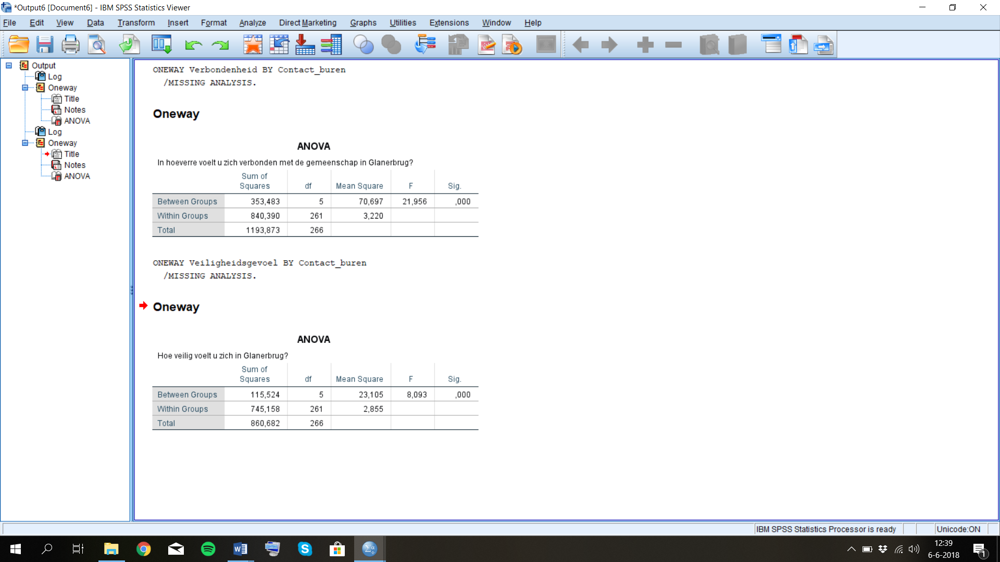 *Output6 [Document6] - IBM SPSS Statistics Viewer
File Edit View Data Transform Insert Format Analyze Direct Marketing Graphs Utilities Extensions Window Help
Output
Log
Oneway
Title
Notes
ANOVA
Log
Oneway
Title
Notes
ANOVA
ONEWAY Verbondenheid BY Contact_buren
/MISSING ANALYSIS.
Oneway
ANOVA
In hoeverre voelt u zich verbonden met de gemeenschap in Glanerbrug?
Sum of Squares df Mean Square F Sig.
Between Groups 353,483 5 70,697 21,956 ,000
Within Groups 840,390 261 3,220
Total 1193,873 266
ONEWAY Veiligheidsgevoel BY Contact_buren
/MISSING ANALYSIS.
Oneway
ANOVA
Hoe veilig voelt u zich in Glanerbrug?
Sum of Squares df Mean Square F Sig.
Between Groups 115,524 5 23,105 8,093 ,000
Within Groups 745,158 261 2,855
Total 860,682 266
IBM SPSS Statistics Processor is ready Unicode:ON
12:39
6-6-2018
1